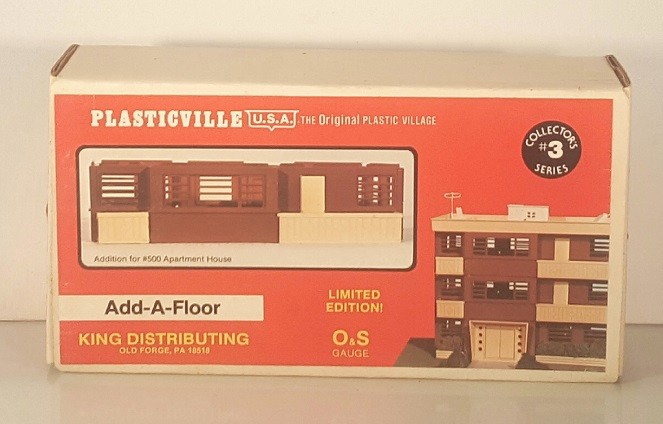 PLASTICVILLE U.S.A. THE Original PLASTIC VILLAGE
COLLECTOR'S
#3
SERIES
Addition for #500 Apartment House
Add-A-Floor
LIMITED
EDITION!
KING DISTRIBUTING
OLD FORGE, PA 18518
O&S
GAUGE